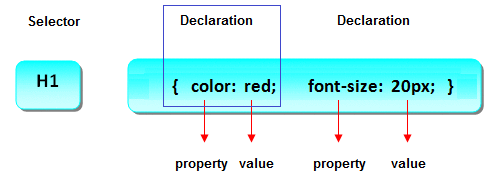 Selector Declaration Declaration
H1 { color: red; font-size: 20px; }
property value property value